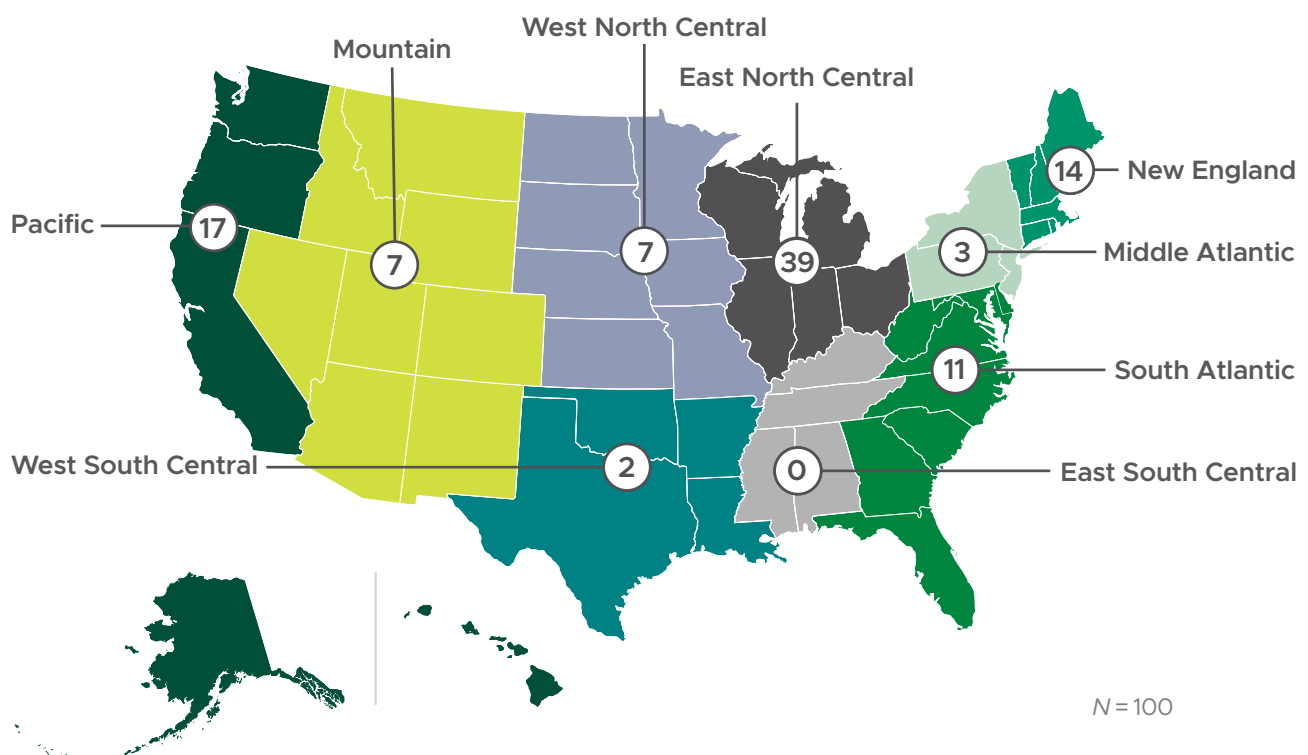 West North Central
Mountain
East North Central
14
New England
Pacific
17
7
7
39
3
Middle Atlantic
11
South Atlantic
West South Central
2
0
East South Central
N = 100